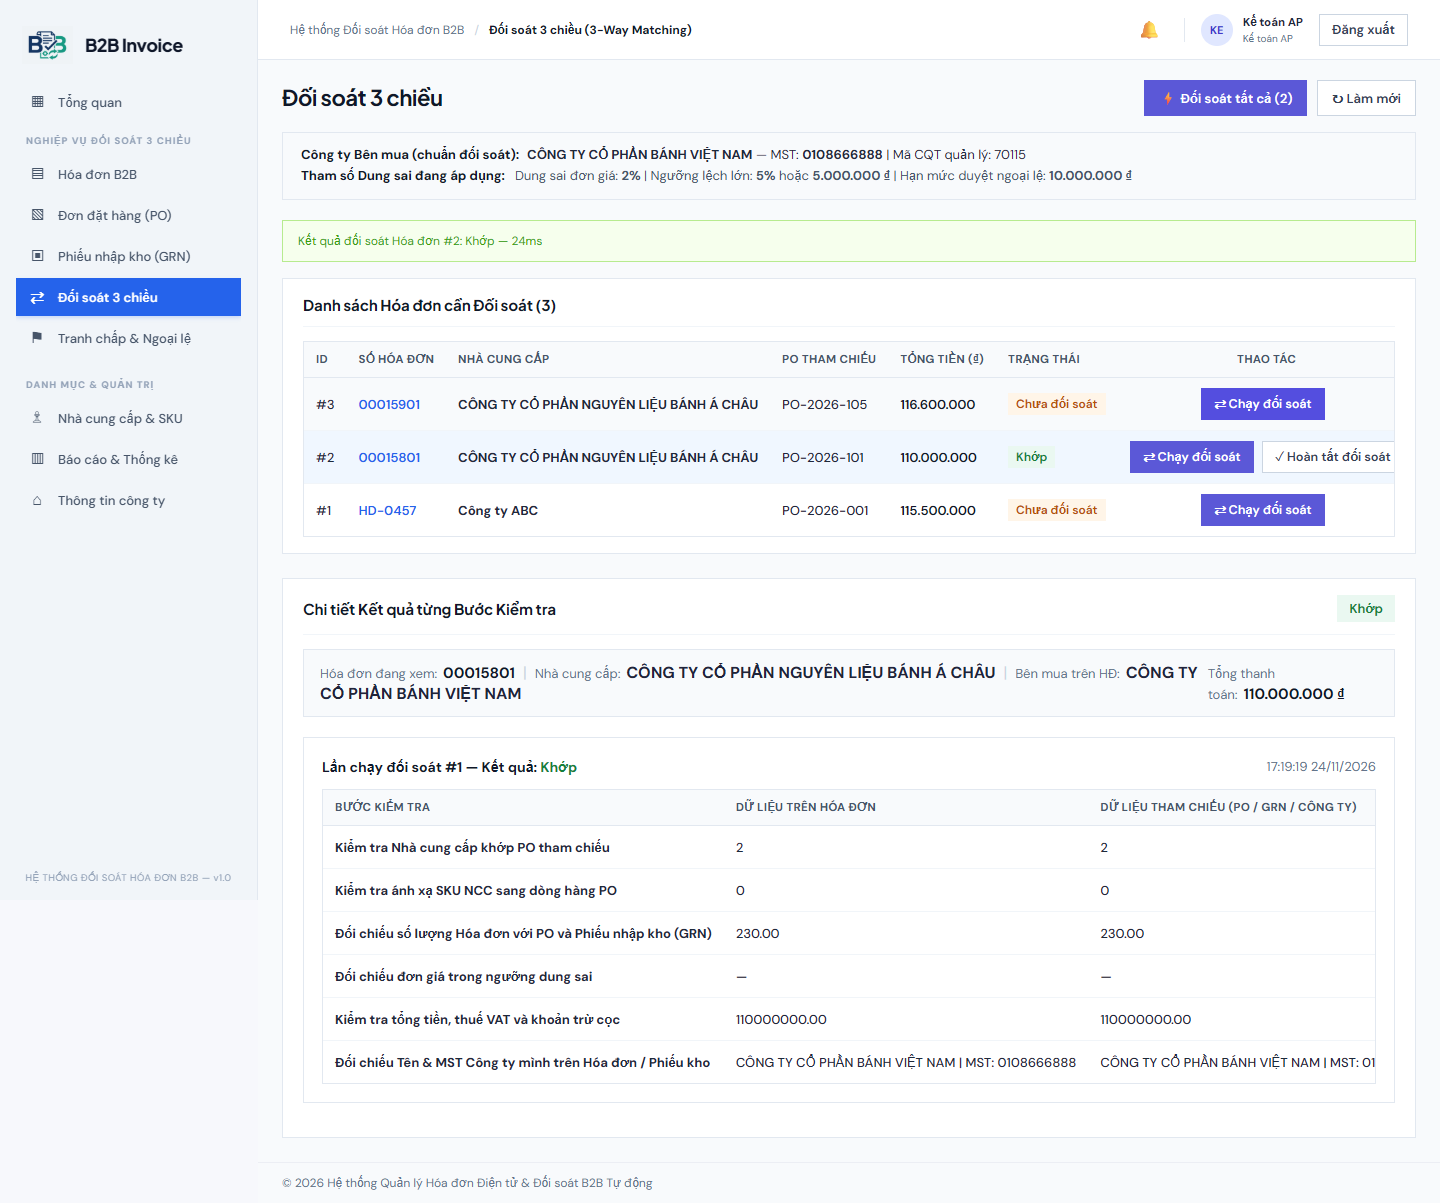 B2B Invoice
Tổng quan
NGHIỆP VỤ ĐỐI SOÁT 3 CHIỀU
Hóa đơn B2B
Đơn đặt hàng (PO)
Phiếu nhập kho (GRN)
Đối soát 3 chiều
Tranh chấp & Ngoại lệ
DANH MỤC & QUẢN TRỊ
Nhà cung cấp & SKU
Báo cáo & Thống kê
Thông tin công ty
HỆ THỐNG ĐỐI SOÁT HÓA ĐƠN B2B — v1.0
Hệ thống Đối soát Hóa đơn B2B / Đối soát 3 chiều (3-Way Matching)
KE
Kế toán AP
Kế toán AP
Đăng xuất
Đối soát 3 chiều
Đối soát tất cả (2)
↻ Làm mới
Công ty Bên mua (chuẩn đối soát): CÔNG TY CỔ PHẦN BÁNH VIỆT NAM — MST: 0108666888 | Mã CQT quản lý: 70115
Tham số Dung sai đang áp dụng: Dung sai đơn giá: 2% | Ngưỡng lệch lớn: 5% hoặc 5.000.000 ₫ | Hạn mức duyệt ngoại lệ: 10.000.000 ₫
Kết quả đối soát Hóa đơn #2: Khớp — 24ms
Danh sách Hóa đơn cần Đối soát (3)
ID SỐ HÓA ĐƠN NHÀ CUNG CẤP PO THAM CHIẾU TỔNG TIỀN (₫) TRẠNG THÁI THAO TÁC
#3 00015901 CÔNG TY CỔ PHẦN NGUYÊN LIỆU BÁNH Á CHÂU PO-2026-105 116.600.000 Chưa đối soát ⇄ Chạy đối soát
#2 00015801 CÔNG TY CỔ PHẦN NGUYÊN LIỆU BÁNH Á CHÂU PO-2026-101 110.000.000 Khớp ⇄ Chạy đối soát ✓ Hoàn tất đối soát
#1 HD-0457 Công ty ABC PO-2026-001 115.500.000 Chưa đối soát ⇄ Chạy đối soát
Chi tiết Kết quả từng Bước Kiểm tra
Khớp
Hóa đơn đang xem: 00015801 | Nhà cung cấp: CÔNG TY CỔ PHẦN NGUYÊN LIỆU BÁNH Á CHÂU | Bên mua trên HĐ: CÔNG TY
CỔ PHẦN BÁNH VIỆT NAM
Tổng thanh
toán: 110.000.000 ₫
Lần chạy đối soát #1 — Kết quả: Khớp
17:19:19 24/11/2026
BƯỚC KIỂM TRA DỮ LIỆU TRÊN HÓA ĐƠN DỮ LIỆU THAM CHIẾU (PO / GRN / CÔNG TY)
Kiểm tra Nhà cung cấp khớp PO tham chiếu 2 2
Kiểm tra ánh xạ SKU NCC sang dòng hàng PO 0 0
Đối chiếu số lượng Hóa đơn với PO và Phiếu nhập kho (GRN) 230.00 230.00
Đối chiếu đơn giá trong ngưỡng dung sai — —
Kiểm tra tổng tiền, thuế VAT và khoản trừ cọc 110000000.00 110000000.00
Đối chiếu Tên & MST Công ty mình trên Hóa đơn / Phiếu kho CÔNG TY CỔ PHẦN BÁNH VIỆT NAM | MST: 0108666888 CÔNG TY CỔ PHẦN BÁNH VIỆT NAM | MST: 01
© 2026 Hệ thống Quản lý Hóa đơn Điện tử & Đối soát B2B Tự động